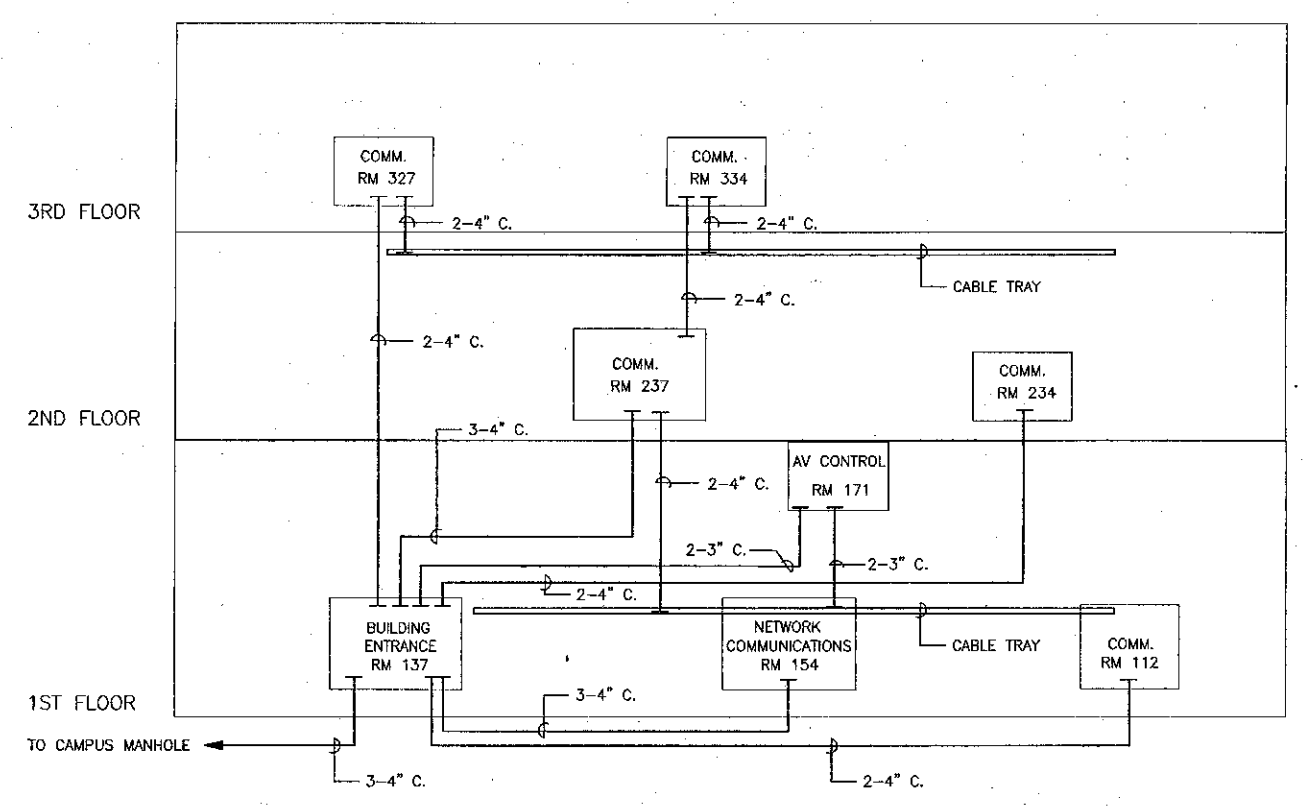 COMM.
RM 327
COMM.
RM 334
3RD FLOOR
2-4" C.
2-4" C.
CABLE TRAY
2-4" C.
2-4" C.
COMM.
RM 237
COMM.
RM 234
2ND FLOOR
3-4" C.
AV CONTROL
RM 171
2-4" C.
2-3" C.
2-3" C.
2-4" C.
BUILDING
ENTRANCE
RM 137
NETWORK
COMMUNICATIONS
RM 154
CABLE TRAY
COMM.
RM 112
3-4" C.
1ST FLOOR
TO CAMPUS MANHOLE
3-4" C.
2-4" C.